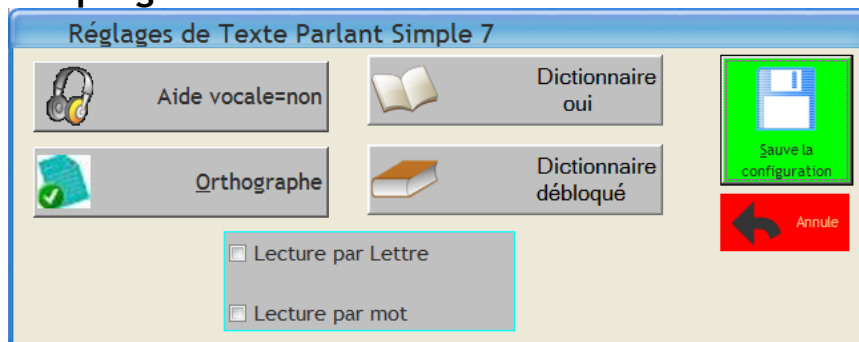 Réglages de Texte Parlant Simple 7
Aide vocale=non
Dictionnaire
oui
Sauve la
configuration
Orthographe
Dictionnaire
débloqué
Annule
Lecture par Lettre
Lecture par mot